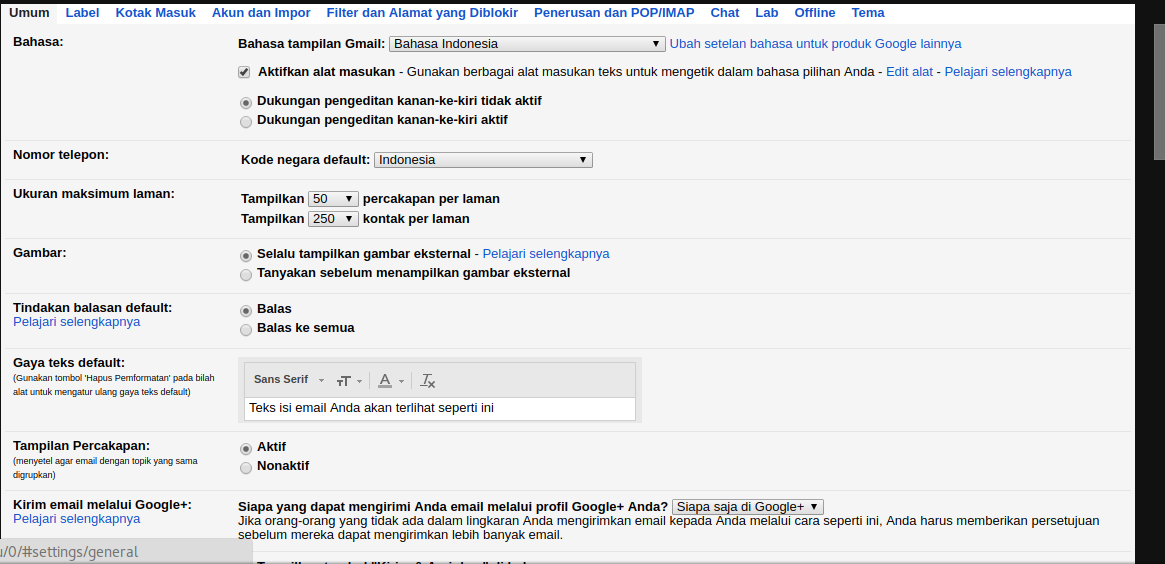 Umum Label Kotak Masuk Akun dan Impor Filter dan Alamat yang Diblokir Penerusan dan POP/IMAP Chat Lab Offline Tema
Bahasa:
Bahasa tampilan Gmail: Bahasa Indonesia Ubah setelan bahasa untuk produk Google lainnya
Aktifkan alat masukan - Gunakan berbagai alat masukan teks untuk mengetik dalam bahasa pilihan Anda - Edit alat - Pelajari selengkapnya
Dukungan pengeditan kanan-ke-kiri tidak aktif
Dukungan pengeditan kanan-ke-kiri aktif
Nomor telepon:
Kode negara default: Indonesia
Ukuran maksimum laman:
Tampilkan 50 percakapan per laman
Tampilkan 250 kontak per laman
Gambar:
Selalu tampilkan gambar eksternal - Pelajari selengkapnya
Tanyakan sebelum menampilkan gambar eksternal
Tindakan balasan default:
Pelajari selengkapnya
Balas
Balas ke semua
Gaya teks default:
(Gunakan tombol 'Hapus Pemformatan' pada bilah
alat untuk mengatur ulang gaya teks default)
Sans Serif
Teks isi email Anda akan terlihat seperti ini
Tampilan Percakapan:
(menyetel agar email dengan topik yang sama
digrupkan)
Aktif
Nonaktif
Kirim email melalui Google+:
Pelajari selengkapnya
Siapa yang dapat mengirimi Anda email melalui profil Google+ Anda? Siapa saja di Google+
Jika orang-orang yang tidak ada dalam lingkaran Anda mengirimkan email kepada Anda melalui cara seperti ini, Anda harus memberikan persetujuan
sebelum mereka dapat mengirimkan lebih banyak email.
u/0/#settings/general